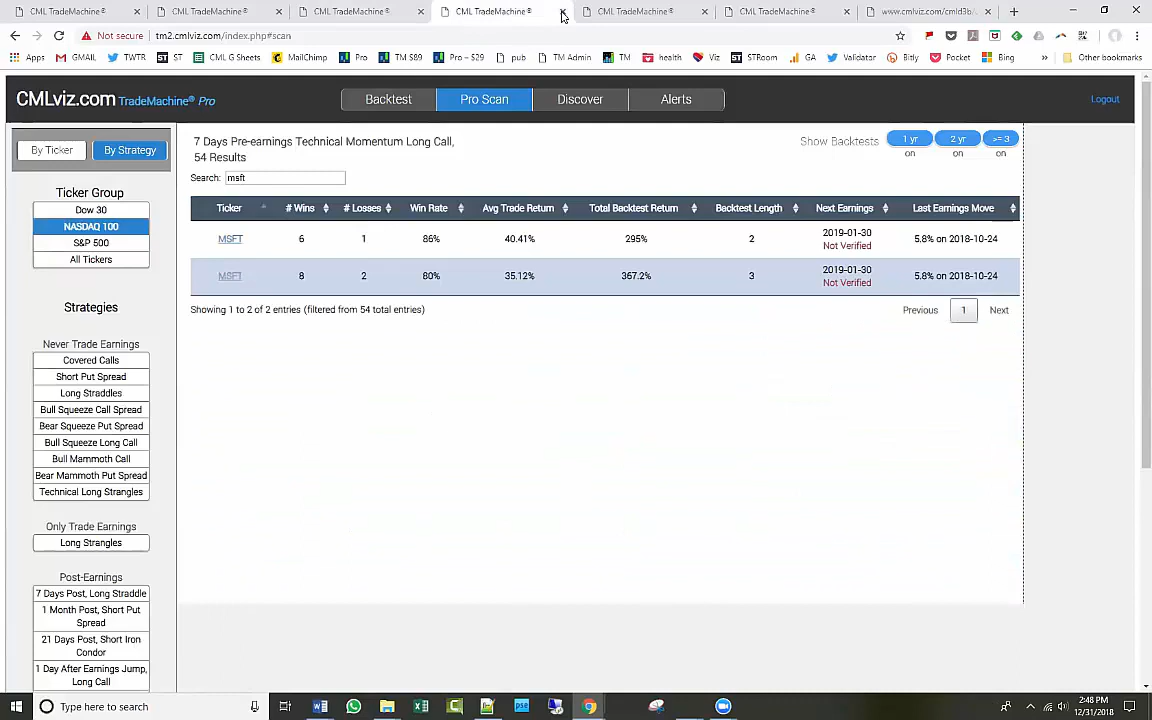 CML TradeMachine®
CML TradeMachine®
CML TradeMachine®
CML TradeMachine®
CML TradeMachine®
CML TradeMachine®
www.cmlviz.com/cmld3b/
Not secure
tm2.cmlviz.com/index.php#scan
Apps
GMAIL
TWTR
ST
CML G Sheets
MailChimp
Pro
TM $89
Pro – $29
pub
TM Admin
TM
health
Viz
STRoom
GA
Validator
Bitly
Pocket
Bing
»
Other bookmarks
CMLviz.com TradeMachine® Pro
Backtest
Pro Scan
Discover
Alerts
Logout
By Ticker
By Strategy
Ticker Group
Dow 30
NASDAQ 100
S&P 500
All Tickers
Strategies
Never Trade Earnings
Covered Calls
Short Put Spread
Long Straddles
Bull Squeeze Call Spread
Bear Squeeze Put Spread
Bull Squeeze Long Call
Bull Mammoth Call
Bear Mammoth Put Spread
Technical Long Strangles
Only Trade Earnings
Long Strangles
Post-Earnings
7 Days Post, Long Straddle
1 Month Post, Short Put
Spread
21 Days Post, Short Iron
Condor
1 Day After Earnings Jump,
Long Call
7 Days Pre-earnings Technical Momentum Long Call,
54 Results
Show Backtests
1 yr
on
2 yr
on
>= 3
on
Search: msft
Ticker # Wins # Losses Win Rate Avg Trade Return Total Backtest Return Backtest Length Next Earnings Last Earnings Move
MSFT 6 1 86% 40.41% 295% 2 2019-01-30 5.8% on 2018-10-24
Not Verified
MSFT 8 2 80% 35.12% 367.2% 3 2019-01-30 5.8% on 2018-10-24
Not Verified
Showing 1 to 2 of 2 entries (filtered from 54 total entries)
Previous 1 Next
Type here to search
2:48 PM
12/31/2018